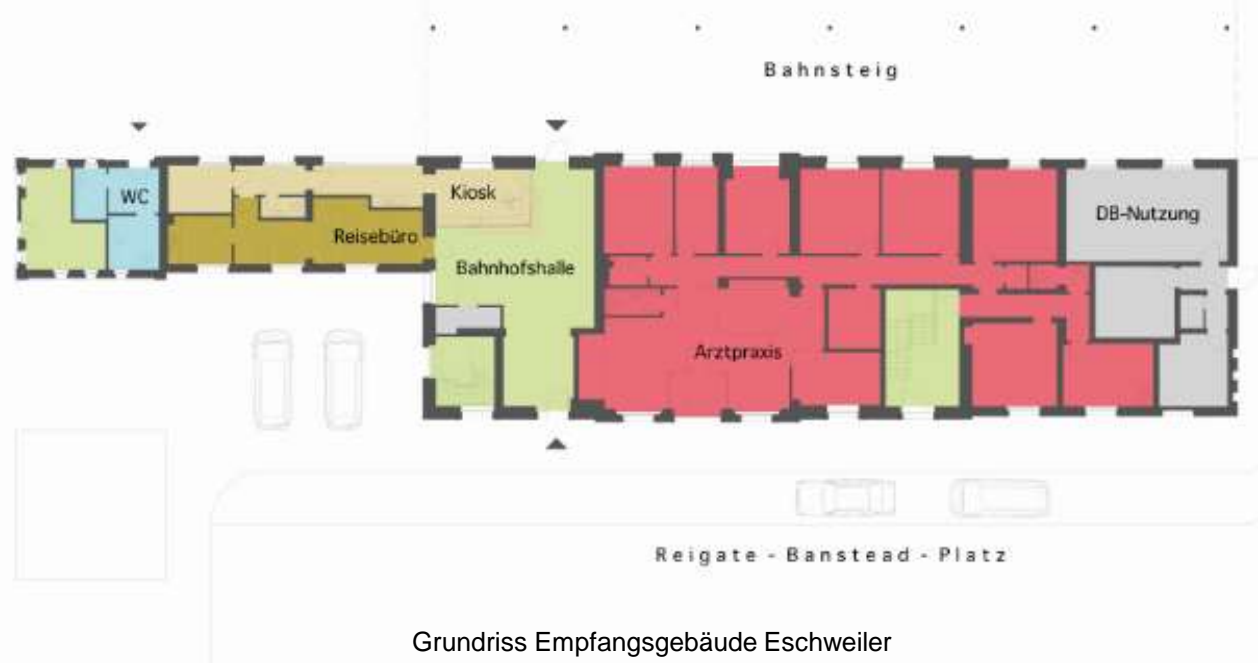 Bahnsteig
WC
Kiosk
DB-Nutzung
Reisebüro
Bahnhofshalle
Arztpraxis
Reigate - Banstead - Platz
Grundriss Empfangsgebäude Eschweiler